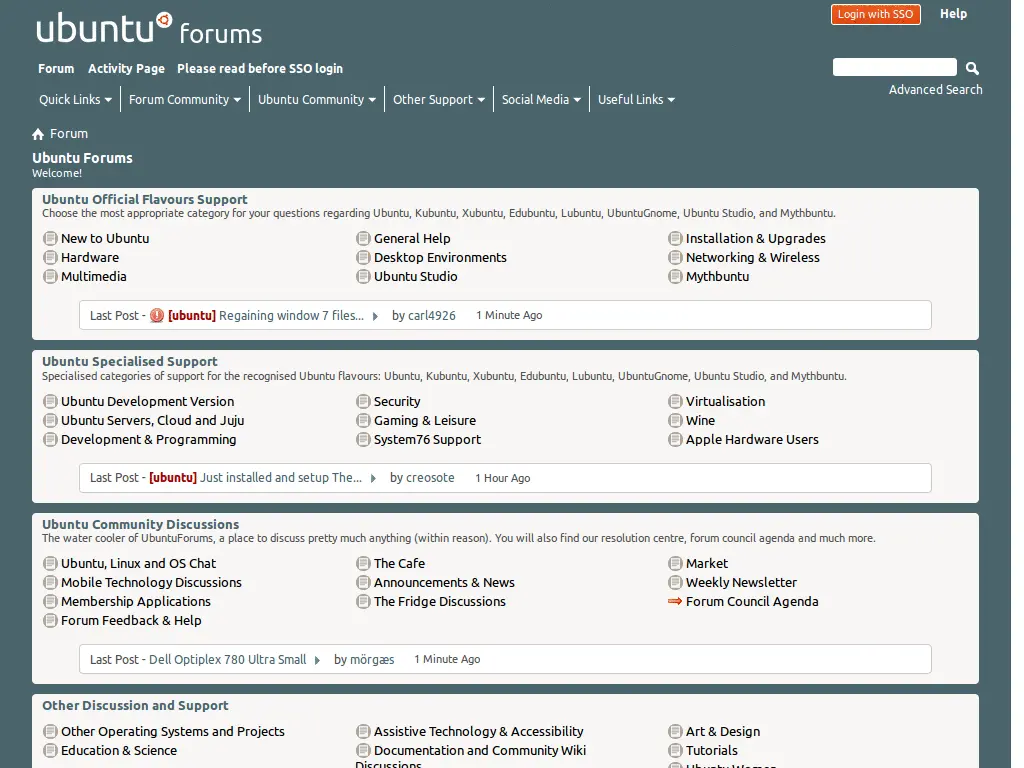 ubuntu forums
Login with SSO
Help
Forum Activity Page Please read before SSO login
Advanced Search
Quick Links Forum Community Ubuntu Community Other Support Social Media Useful Links
Forum
Ubuntu Forums
Welcome!
Ubuntu Official Flavours Support
Choose the most appropriate category for your questions regarding Ubuntu, Kubuntu, Xubuntu, Edubuntu, Lubuntu, UbuntuGnome, Ubuntu Studio, and Mythbuntu.
New to Ubuntu General Help Installation & Upgrades
Hardware Desktop Environments Networking & Wireless
Multimedia Ubuntu Studio Mythbuntu
Last Post - [ubuntu] Regaining window 7 files... by carl4926 1 Minute Ago
Ubuntu Specialised Support
Specialised categories of support for the recognised Ubuntu flavours: Ubuntu, Kubuntu, Xubuntu, Edubuntu, Lubuntu, UbuntuGnome, Ubuntu Studio, and Mythbuntu.
Ubuntu Development Version Security Virtualisation
Ubuntu Servers, Cloud and Juju Gaming & Leisure Wine
Development & Programming System76 Support Apple Hardware Users
Last Post - [ubuntu] Just installed and setup The... by creosote 1 Hour Ago
Ubuntu Community Discussions
The water cooler of UbuntuForums, a place to discuss pretty much anything (within reason). You will also find our resolution centre, forum council agenda and much more.
Ubuntu, Linux and OS Chat The Cafe Market
Mobile Technology Discussions Announcements & News Weekly Newsletter
Membership Applications The Fridge Discussions Forum Council Agenda
Forum Feedback & Help
Last Post - Dell Optiplex 780 Ultra Small by mörgæs 1 Minute Ago
Other Discussion and Support
Other Operating Systems and Projects Assistive Technology & Accessibility Art & Design
Education & Science Documentation and Community Wiki Tutorials
Discussions Ubuntu Women